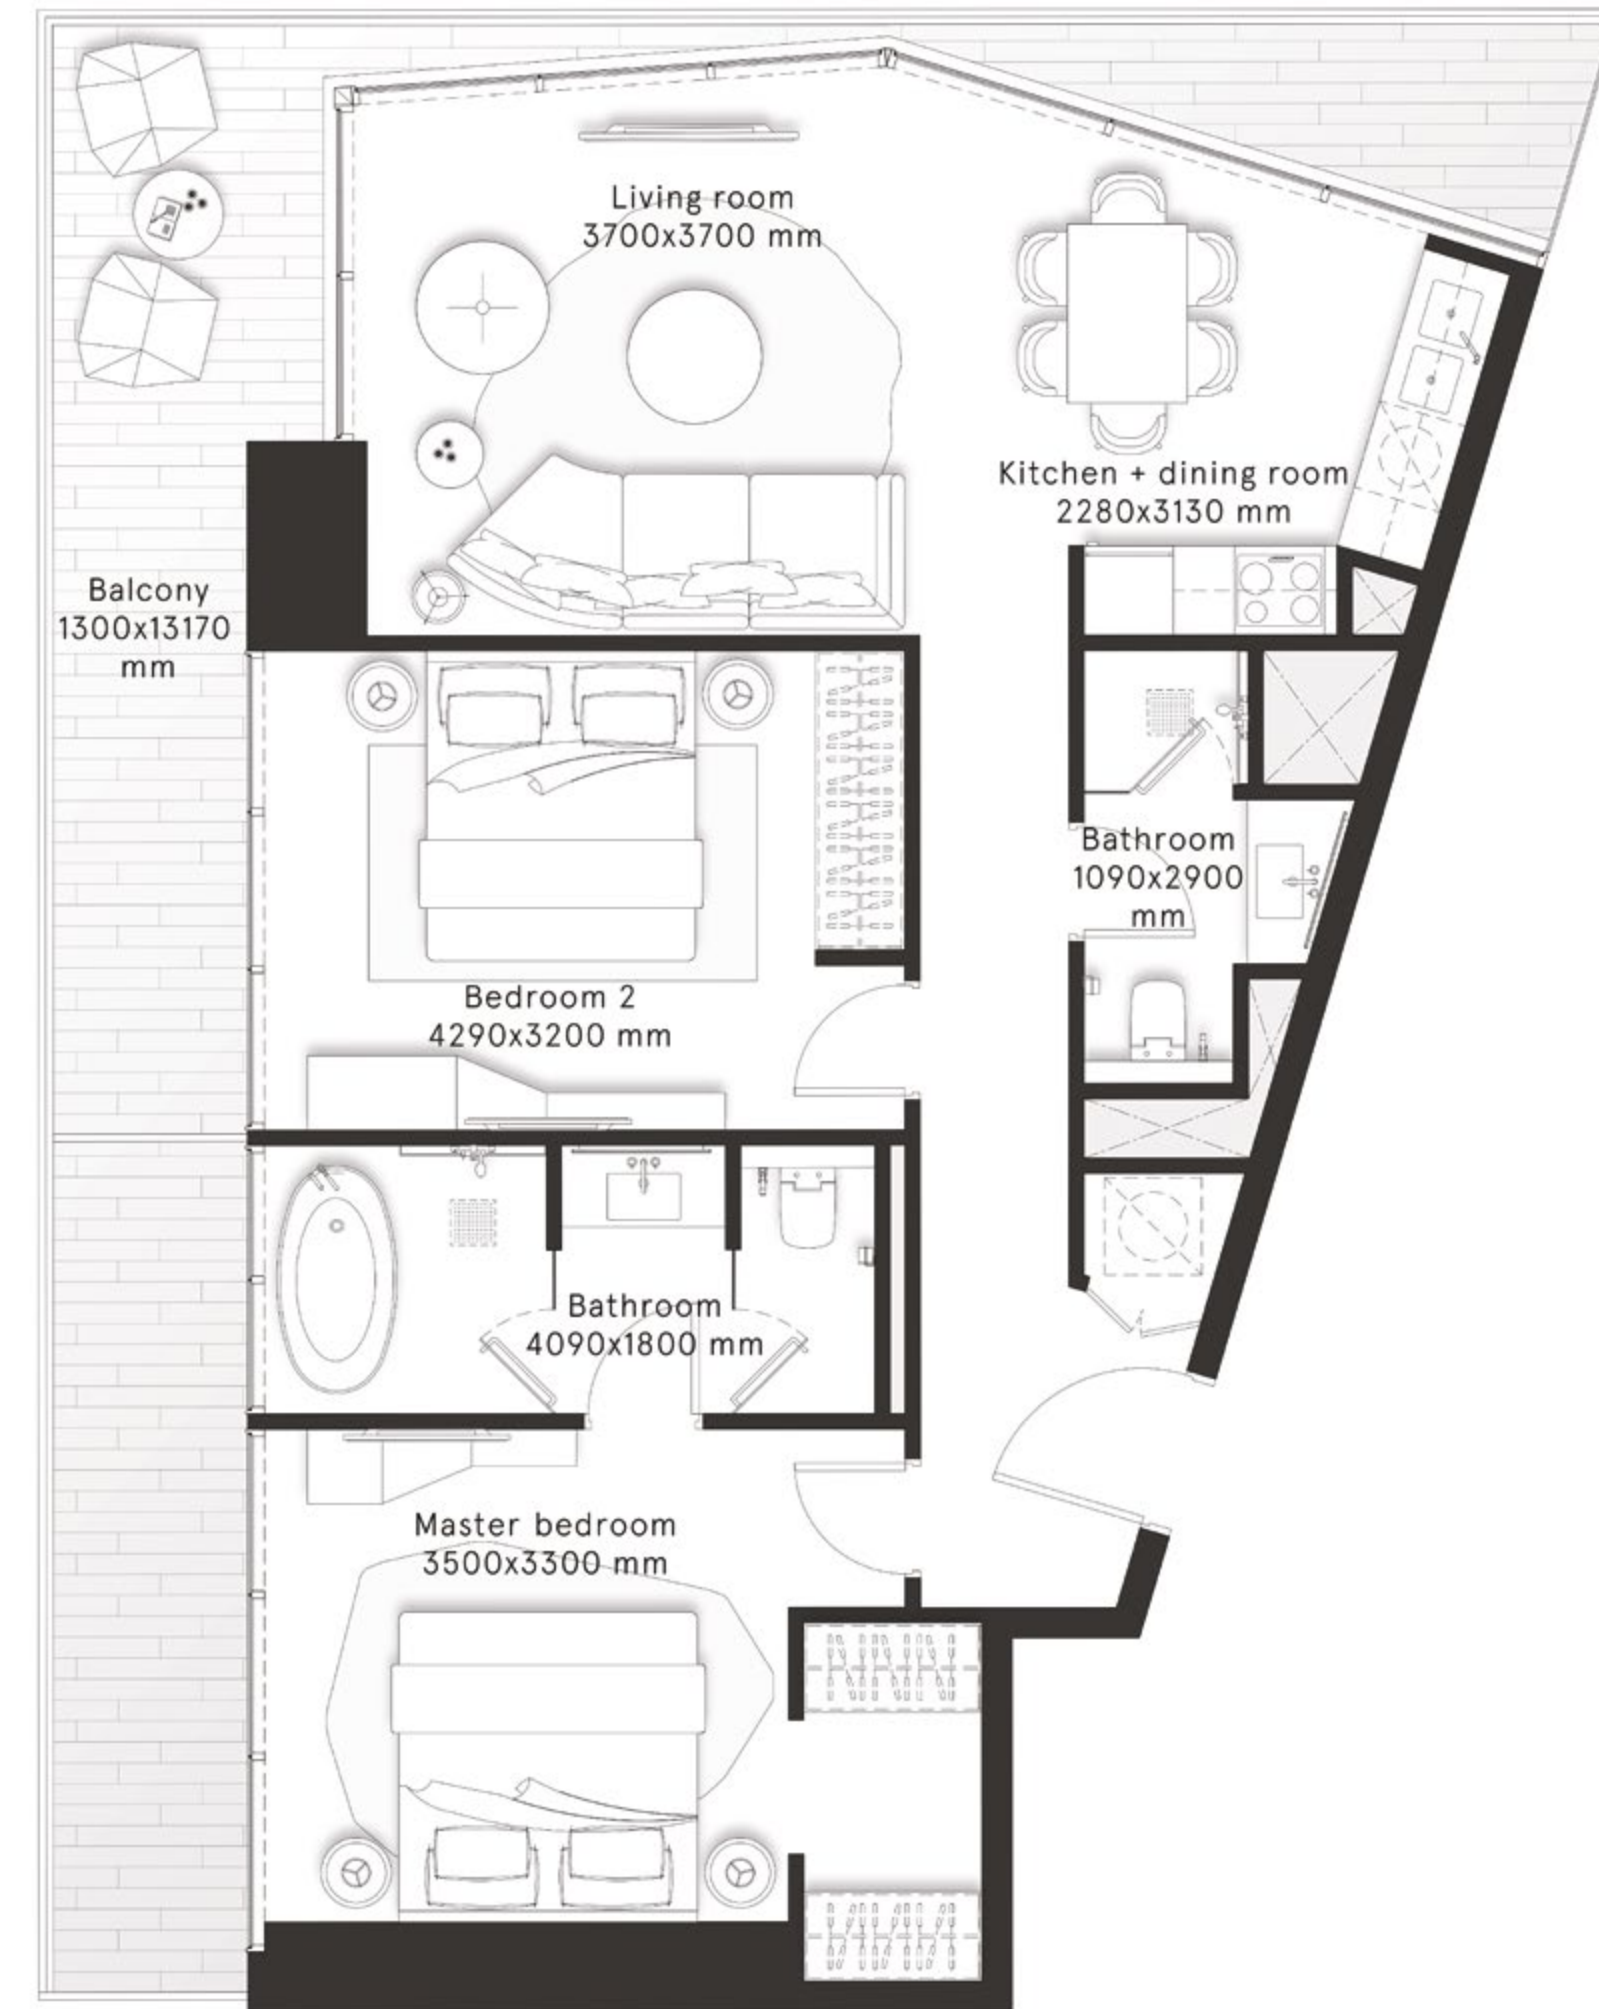 Living room
3700x3700 mm
Kitchen + dining room
2280x3130 mm
Balcony
1300x13170
mm
Bathroom
1090x2900
mm
Bedroom 2
4290x3200 mm
Bathroom
4090x1800 mm
Master bedroom
3500x3300 mm